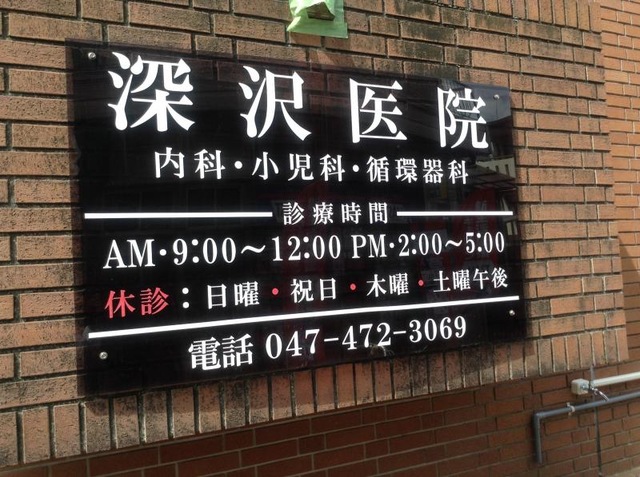 深沢医院
内科・小児科・循環器科
診療時間
AM・9:00〜12:00 PM・2:00〜5:00
休診：日曜・祝日・木曜・土曜午後
電話 047-472-3069